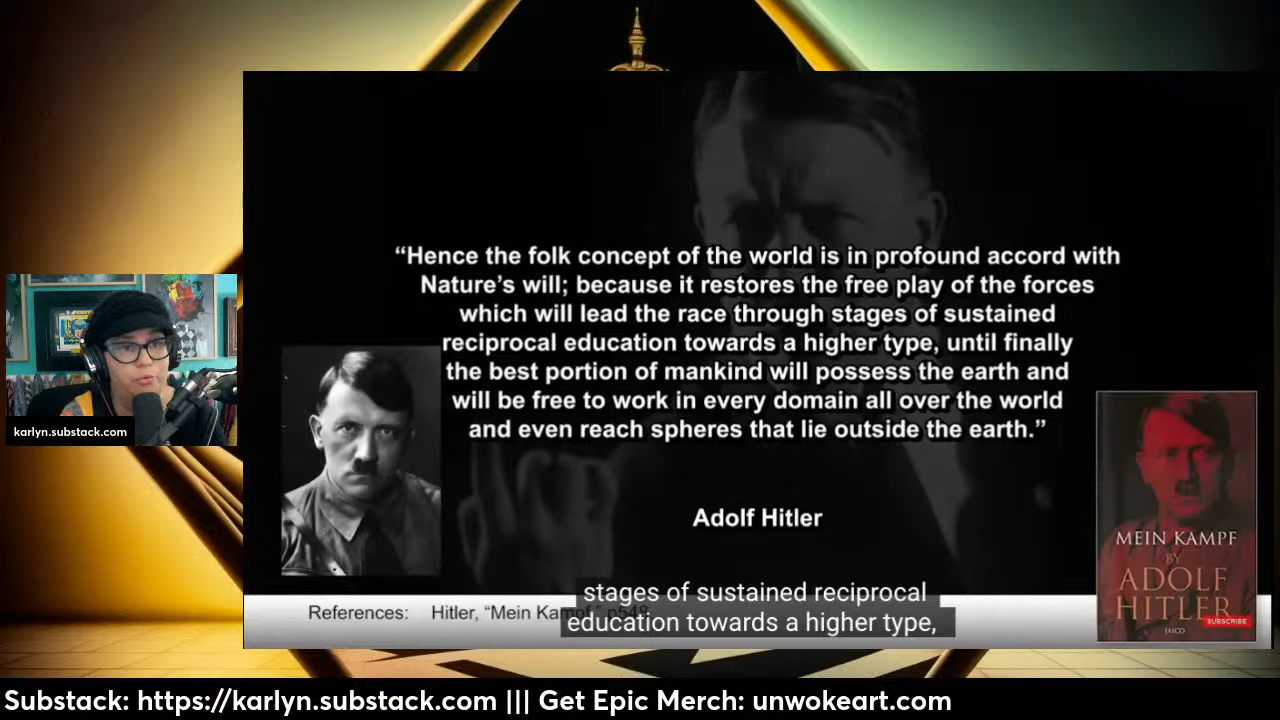 “Hence the folk concept of the world is in profound accord with
Nature’s will; because it restores the free play of the forces
which will lead the race through stages of sustained
reciprocal education towards a higher type, until finally
the best portion of mankind will possess the earth and
will be free to work in every domain all over the world
and even reach spheres that lie outside the earth.”
Adolf Hitler
karlyn.substack.com
MEIN KAMPF
BY
ADOLF
HITLER
SUBSCRIBE
JAICO
stages of sustained reciprocal
education towards a higher type,
References: Hitler, “Mein Kampf,”
Substack: https://karlyn.substack.com ||| Get Epic Merch: unwokeart.com